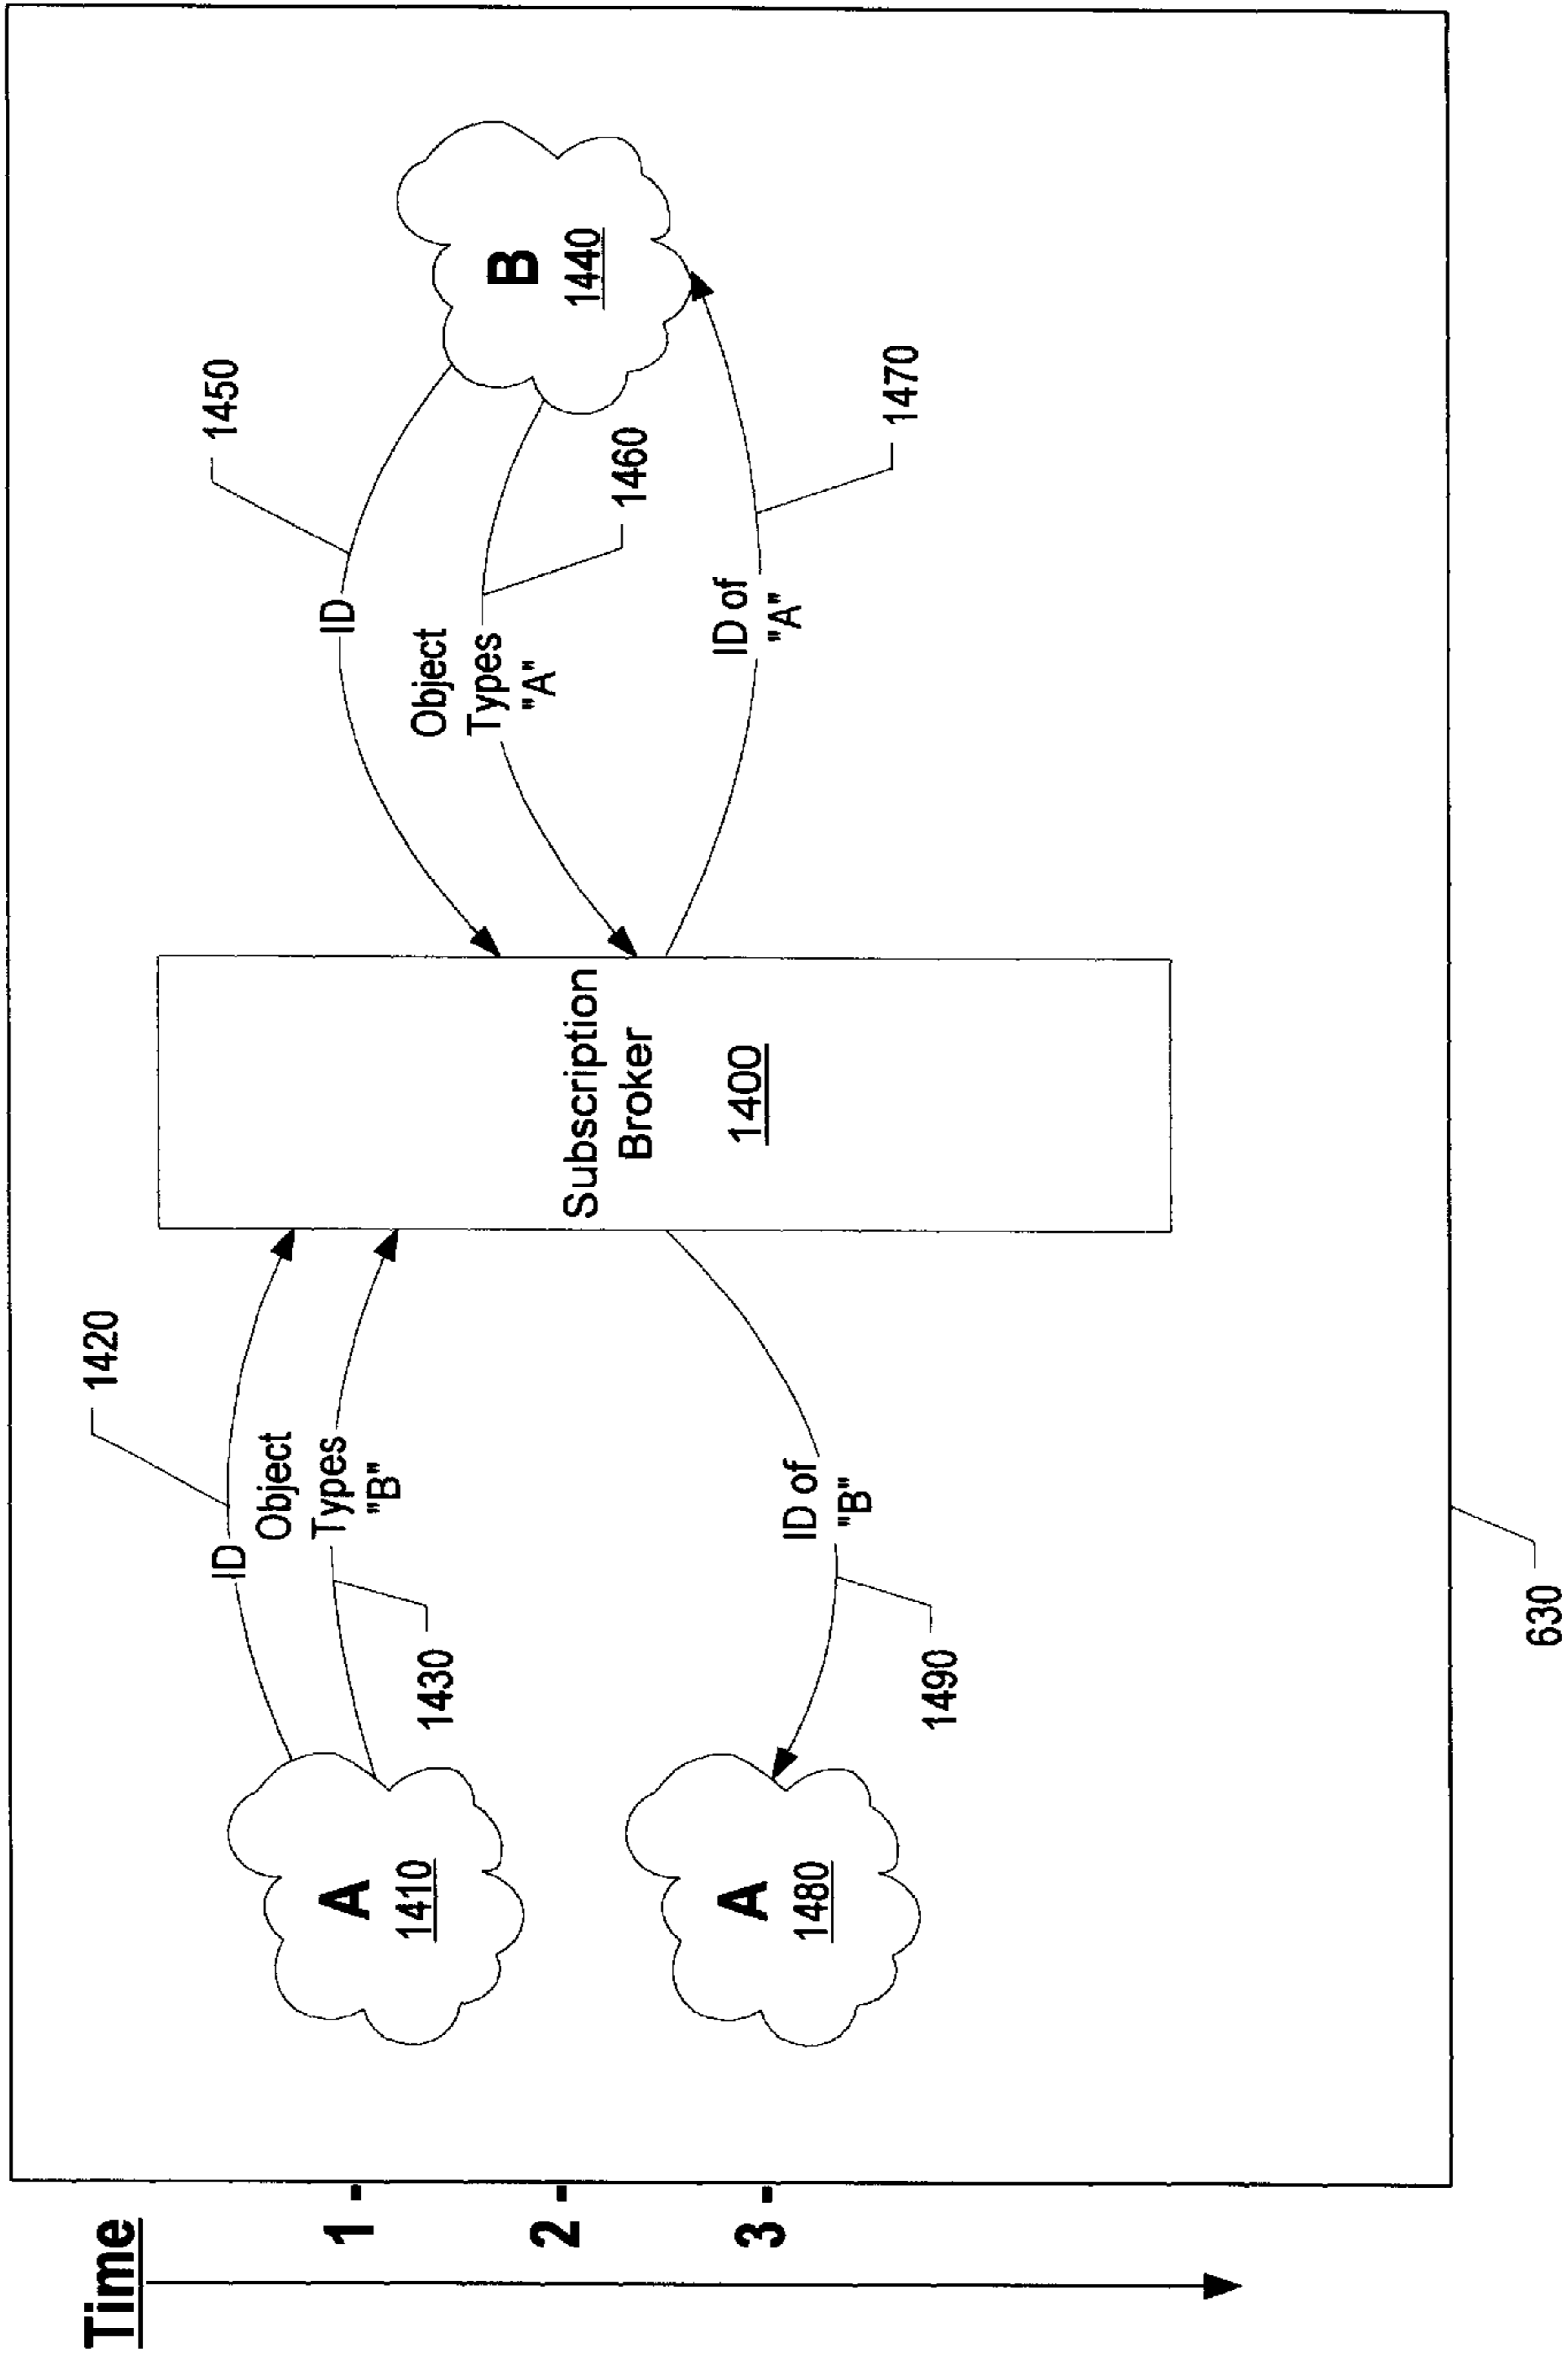 Time
1 -
2 -
3 -
1420
ID
Object
Types
"B"
1430
A
1410
A
1480
ID of
"B"
1490
Subscription
Broker
1400
1450
ID
Object
Types
"A"
1460
B
1440
ID of
"A"
1470
630